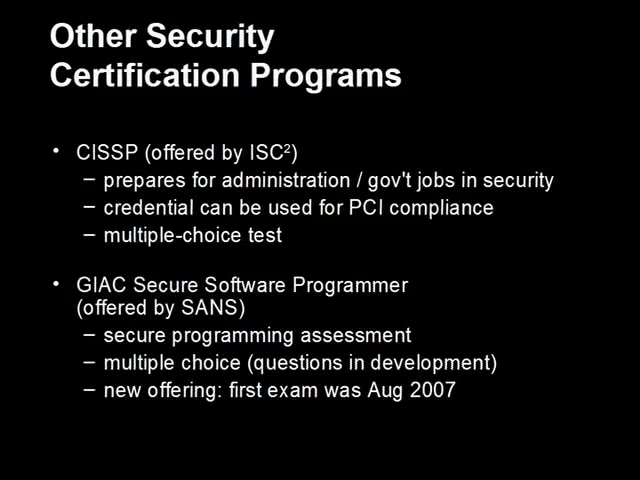 Other Security
Certification Programs
• CISSP (offered by ISC²)
– prepares for administration / gov't jobs in security
– credential can be used for PCI compliance
– multiple-choice test
• GIAC Secure Software Programmer
(offered by SANS)
– secure programming assessment
– multiple choice (questions in development)
– new offering: first exam was Aug 2007